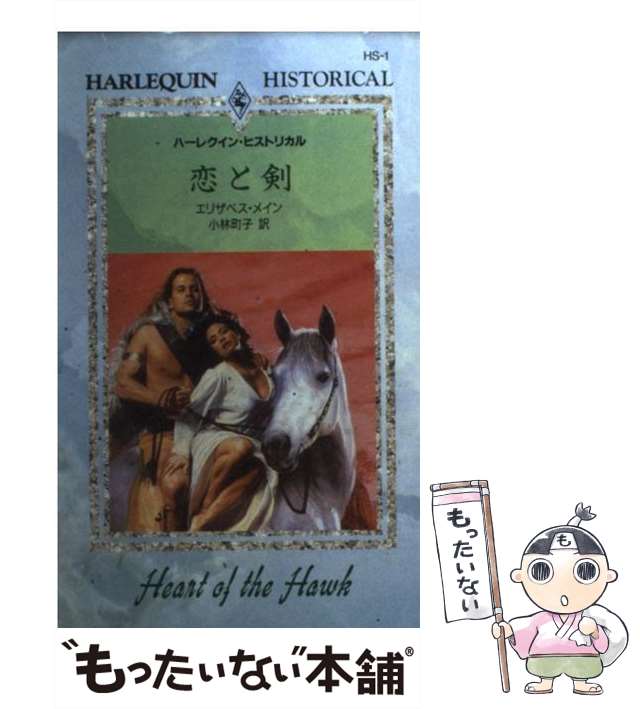 HS-1
HARLEQUIN HISTORICAL
ハーレクイン・ヒストリカル
恋と剣
エリザベス・メイン
小林町子 訳
Heart of the Hawk
"もったいない"本舗®
もったいない
も